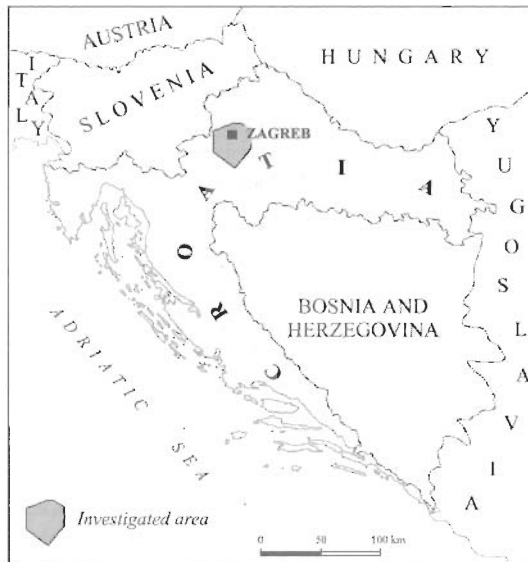 AUSTRIA
ITALY
SLOVENIA
HUNGARY
ZAGREB
CROATIA
YUGOSLAVIA
BOSNIA AND
HERZEGOVINA
ADRIATIC SEA
Investigated area
0 50 100 km